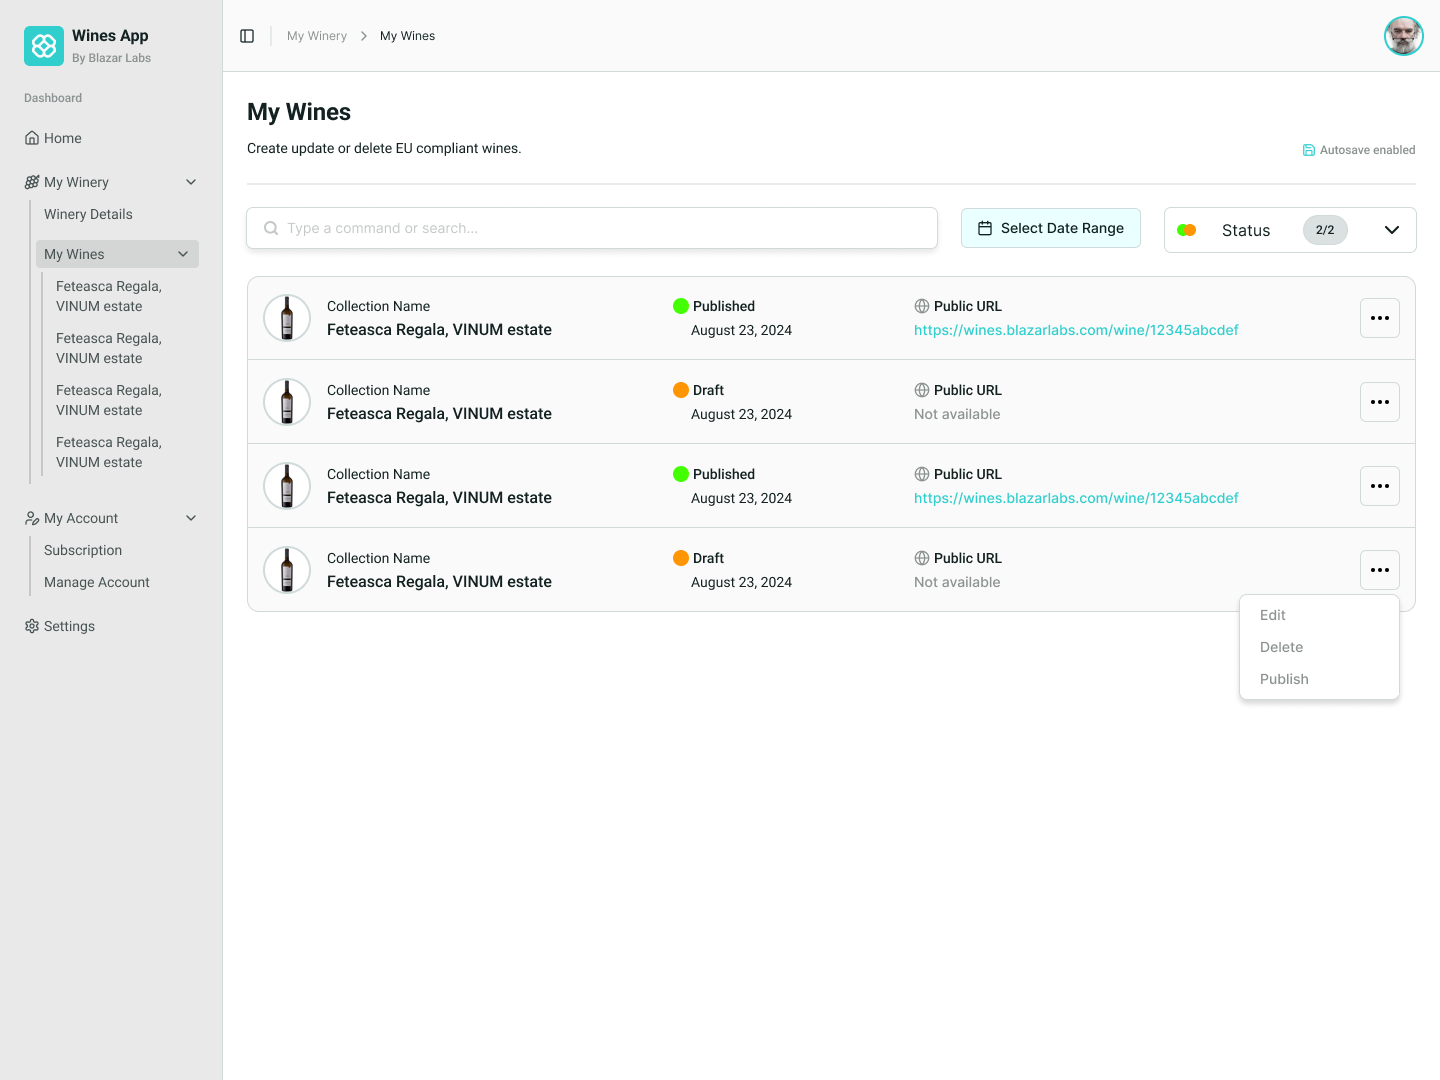 Wines App
By Blazar Labs
Dashboard
Home
My Winery
Winery Details
My Wines
Feteasca Regala,
VINUM estate
Feteasca Regala,
VINUM estate
Feteasca Regala,
VINUM estate
Feteasca Regala,
VINUM estate
My Account
Subscription
Manage Account
Settings
My Winery > My Wines
My Wines
Create update or delete EU compliant wines.
Autosave enabled
Type a command or search...
Select Date Range
Status 2/2
Collection Name
Feteasca Regala, VINUM estate
Published
August 23, 2024
Public URL
https://wines.blazarlabs.com/wine/12345abcdef
Collection Name
Feteasca Regala, VINUM estate
Draft
August 23, 2024
Public URL
Not available
Collection Name
Feteasca Regala, VINUM estate
Published
August 23, 2024
Public URL
https://wines.blazarlabs.com/wine/12345abcdef
Collection Name
Feteasca Regala, VINUM estate
Draft
August 23, 2024
Public URL
Not available
Edit
Delete
Publish